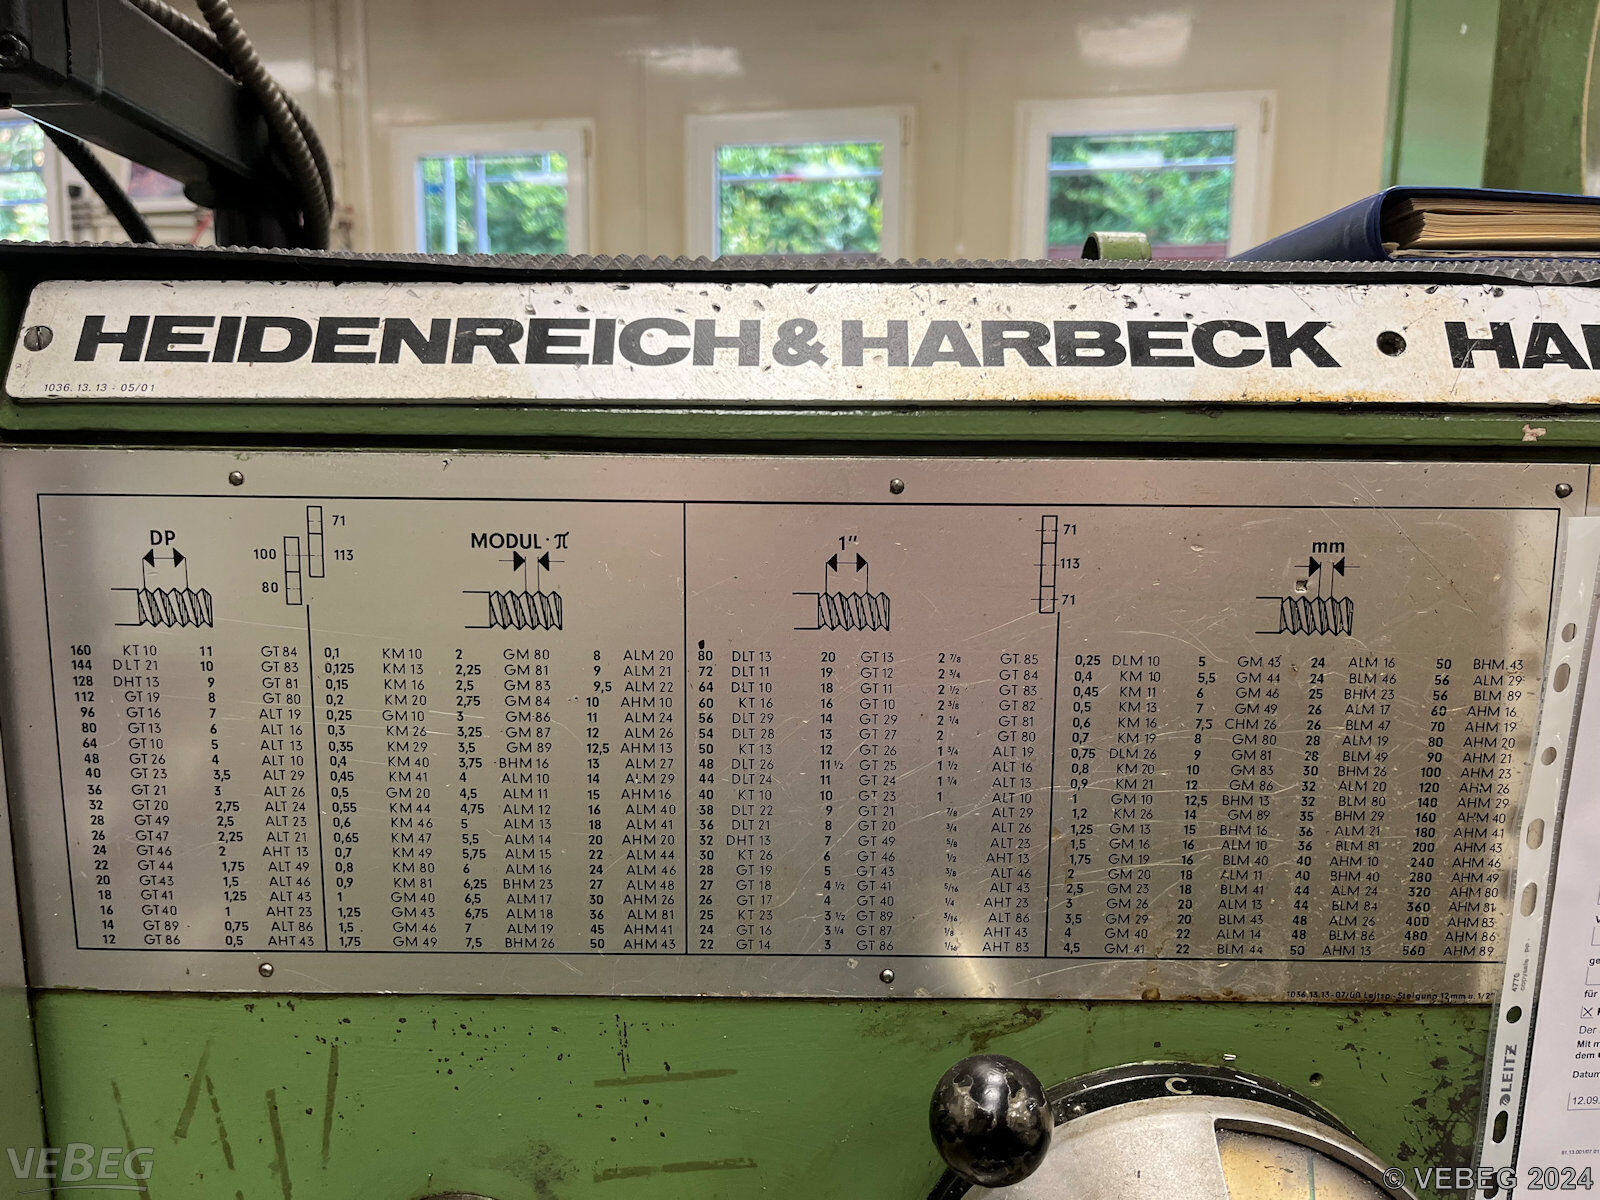 HEIDENREICH & HARBECK • HA
1036.13.13 - 05/01
DP 100 80 71 113 MODUL·π 1" 71 113 71 mm
160 KT 10 11 GT 84 0,1 KM 10 2 GM 80 8 ALM 20 80 DLT 13 20 GT 13 2 7/8 GT 85 0,25 DLM 10 5 GM 43 24 ALM 16 50 BHM 43
144 DLT 21 10 GT 83 0,125 KM 13 2,25 GM 81 9 ALM 21 72 DLT 11 19 GT 12 2 3/4 GT 84 0,4 KM 10 5,5 GM 44 24 BLM 46 56 ALM 29
128 DHT 13 9 GT 81 0,15 KM 16 2,5 GM 83 9,5 ALM 22 64 DLT 10 18 GT 11 2 1/2 GT 83 0,45 KM 11 6 GM 46 25 BHM 23 56 BLM 89
112 GT 19 8 GT 80 0,2 KM 20 2,75 GM 84 10 AHM 10 60 KT 16 16 GT 10 2 3/8 GT 82 0,5 KM 13 7 GM 49 26 ALM 17 60 AHM 16
96 GT 16 7 ALT 19 0,25 GM 10 3 GM 86 11 ALM 24 56 DLT 29 14 GT 29 2 1/4 GT 81 0,6 KM 16 7,5 CHM 26 26 BLM 47 70 AHM 19
80 GT 13 6 ALT 16 0,3 KM 26 3,25 GM 87 12 ALM 26 54 DLT 28 13 GT 27 2 GT 80 0,7 KM 19 8 GM 80 28 ALM 19 80 AHM 20
64 GT 10 5 ALT 13 0,35 KM 29 3,5 GM 89 12,5 AHM 13 50 KT 13 12 GT 26 1 3/4 ALT 19 0,75 DLM 26 9 GM 81 28 BLM 49 90 AHM 21
48 GT 26 4 ALT 10 0,4 KM 40 3,75 BHM 16 13 ALM 27 48 DLT 26 11 1/2 GT 25 1 1/2 ALT 16 0,8 KM 20 10 GM 83 30 BHM 26 100 AHM 23
40 GT 23 3,5 ALT 29 0,45 KM 41 4 ALM 10 14 ALM 29 44 DLT 24 11 GT 24 1 1/4 ALT 13 0,9 KM 21 12 GM 86 32 ALM 20 120 AHM 26
36 GT 21 3 ALT 26 0,5 GM 20 4,5 ALM 11 15 AHM 16 40 KT 10 10 GT 23 1 ALT 10 1 GM 10 12,5 BHM 13 32 BLM 80 140 AHM 29
32 GT 20 2,75 ALT 24 0,55 KM 44 4,75 ALM 12 16 ALM 40 38 DLT 22 9 GT 21 7/8 ALT 29 1,2 KM 26 14 GM 89 35 BHM 29 160 AHM 40
28 GT 49 2,5 ALT 23 0,6 KM 46 5 ALM 13 18 ALM 41 36 DLT 21 8 GT 20 3/4 ALT 26 1,25 GM 13 15 BHM 16 36 ALM 21 180 AHM 41
26 GT 47 2,25 ALT 21 0,65 KM 47 5,5 ALM 14 20 AHM 20 32 DHT 13 7 GT 49 5/8 ALT 23 1,5 GM 16 16 ALM 10 36 BLM 81 200 AHM 43
24 GT 46 2 AHT 13 0,7 KM 49 5,75 ALM 15 22 ALM 44 30 KT 26 6 GT 46 1/2 AHT 13 1,75 GM 19 16 BLM 40 40 AHM 10 240 AHM 46
22 GT 44 1,75 ALT 49 0,8 KM 80 6 ALM 16 24 ALM 46 28 GT 19 5 GT 43 3/8 ALT 46 2 GM 20 18 ALM 11 40 BHM 40 280 AHM 49
20 GT 43 1,5 ALT 46 0,9 KM 81 6,25 BHM 23 27 ALM 48 27 GT 18 4 1/2 GT 41 5/16 ALT 43 2,5 GM 23 18 BLM 41 44 ALM 24 320 AHM 80
18 GT 41 1,25 ALT 43 1 GM 40 6,5 ALM 17 30 AHM 26 26 GT 17 4 GT 40 1/4 AHT 23 3 GM 26 20 ALM 13 44 BLM 84 360 AHM 81
16 GT 40 1 AHT 23 1,25 GM 43 6,75 ALM 18 36 ALM 81 25 KT 23 3 1/2 GT 89 3/16 ALT 86 3,5 GM 29 20 BLM 43 48 ALM 26 400 AHM 83
14 GT 89 0,75 ALT 86 1,5 GM 46 7 ALM 19 45 AHM 41 24 GT 16 3 1/4 GT 87 1/8 AHT 43 4 GM 40 22 ALM 14 48 BLM 86 480 AHM 86
12 GT 86 0,5 AHT 43 1,75 GM 49 7,5 BHM 26 50 AHM 43 22 GT 14 3 GT 86 1/16 AHT 83 4,5 GM 41 22 BLM 44 50 AHM 13 560 AHM 89
1036.13.13-07/00 Leitsp.-Steigung 12mm u. 1/2"
4776
LEITZ
ge
für
Der
Mit m
dem
Datum
12.09.
C
VEBEG
© VEBEG 2024